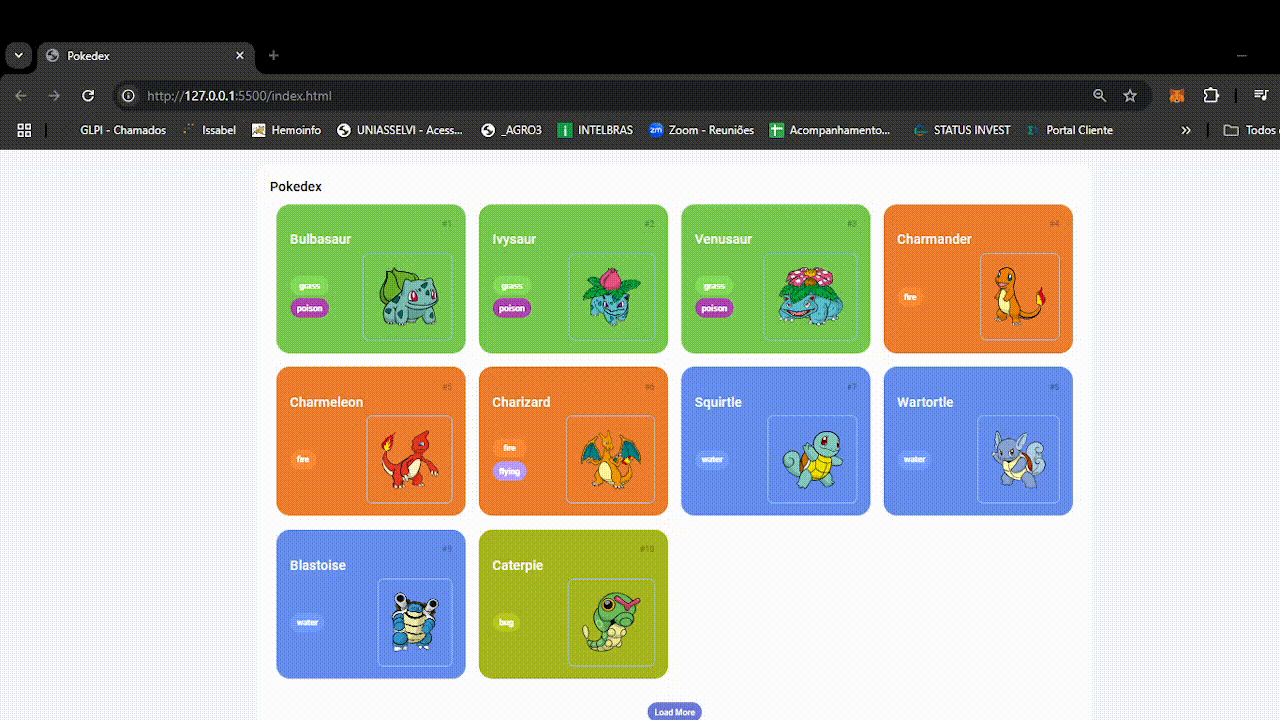 Pokedex
http://127.0.0.1:5500/index.html
GLPI - Chamados
Issabel
Hemoinfo
UNIASSELVI - Acess...
_AGRO3
INTELBRAS
zm
Zoom - Reuniões
Acompanhamento...
STATUS INVEST
Portal Cliente
Todos
Pokedex
#1
Bulbasaur
grass
poison
#2
Ivysaur
grass
poison
#3
Venusaur
grass
poison
#4
Charmander
fire
#5
Charmeleon
fire
#6
Charizard
fire
flying
#7
Squirtle
water
#8
Wartortle
water
#9
Blastoise
water
#10
Caterpie
bug
Load More